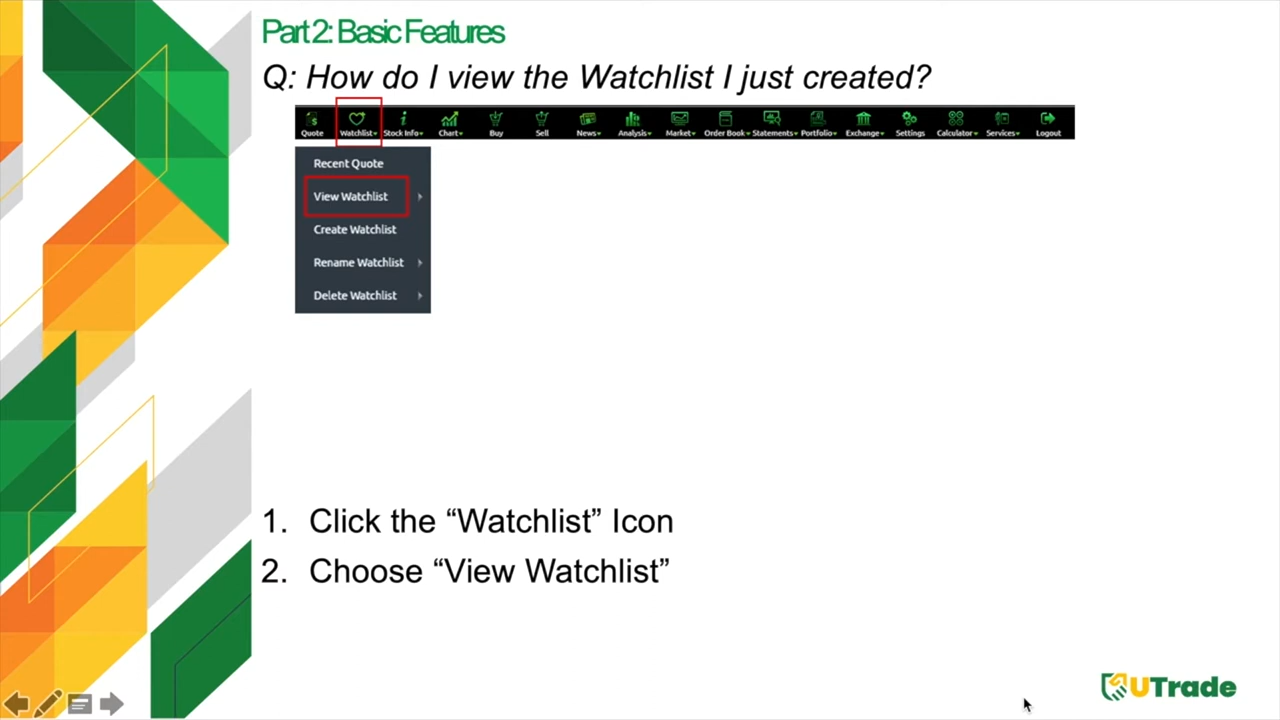 Part 2: Basic Features
Q: How do I view the Watchlist I just created?
Quote Watchlist Stock Info Chart Buy Sell News Analysis Market Order Book Statements Portfolio Exchange Settings Calculator Services Logout
Recent Quote
View Watchlist
Create Watchlist
Rename Watchlist
Delete Watchlist
1. Click the “Watchlist” Icon
2. Choose “View Watchlist”
UTrade